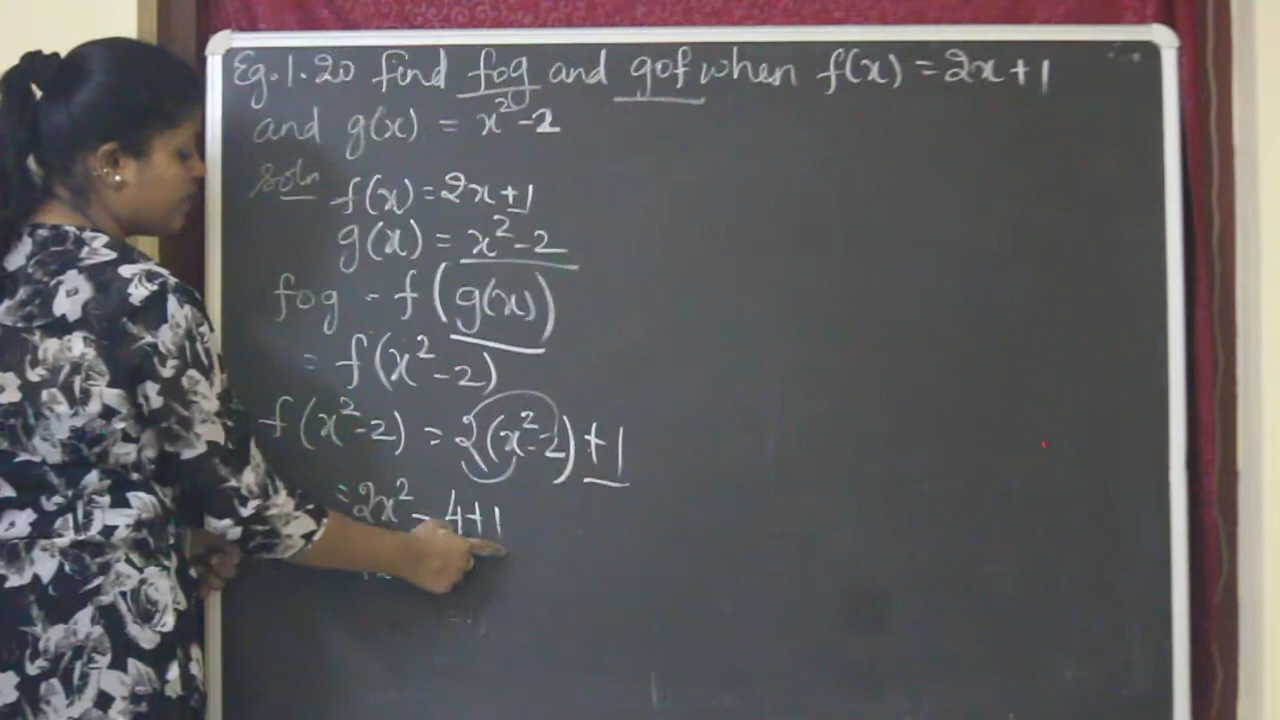 Eg.1.20 find fog and gof when f(x) = 2x+1
and g(x) = x²-2
soln f(x) = 2x+1
g(x) = x²-2
fog = f(g(x))
= f(x²-2)
f(x²-2) = 2(x²-2)+1
= 2x² - 4+1